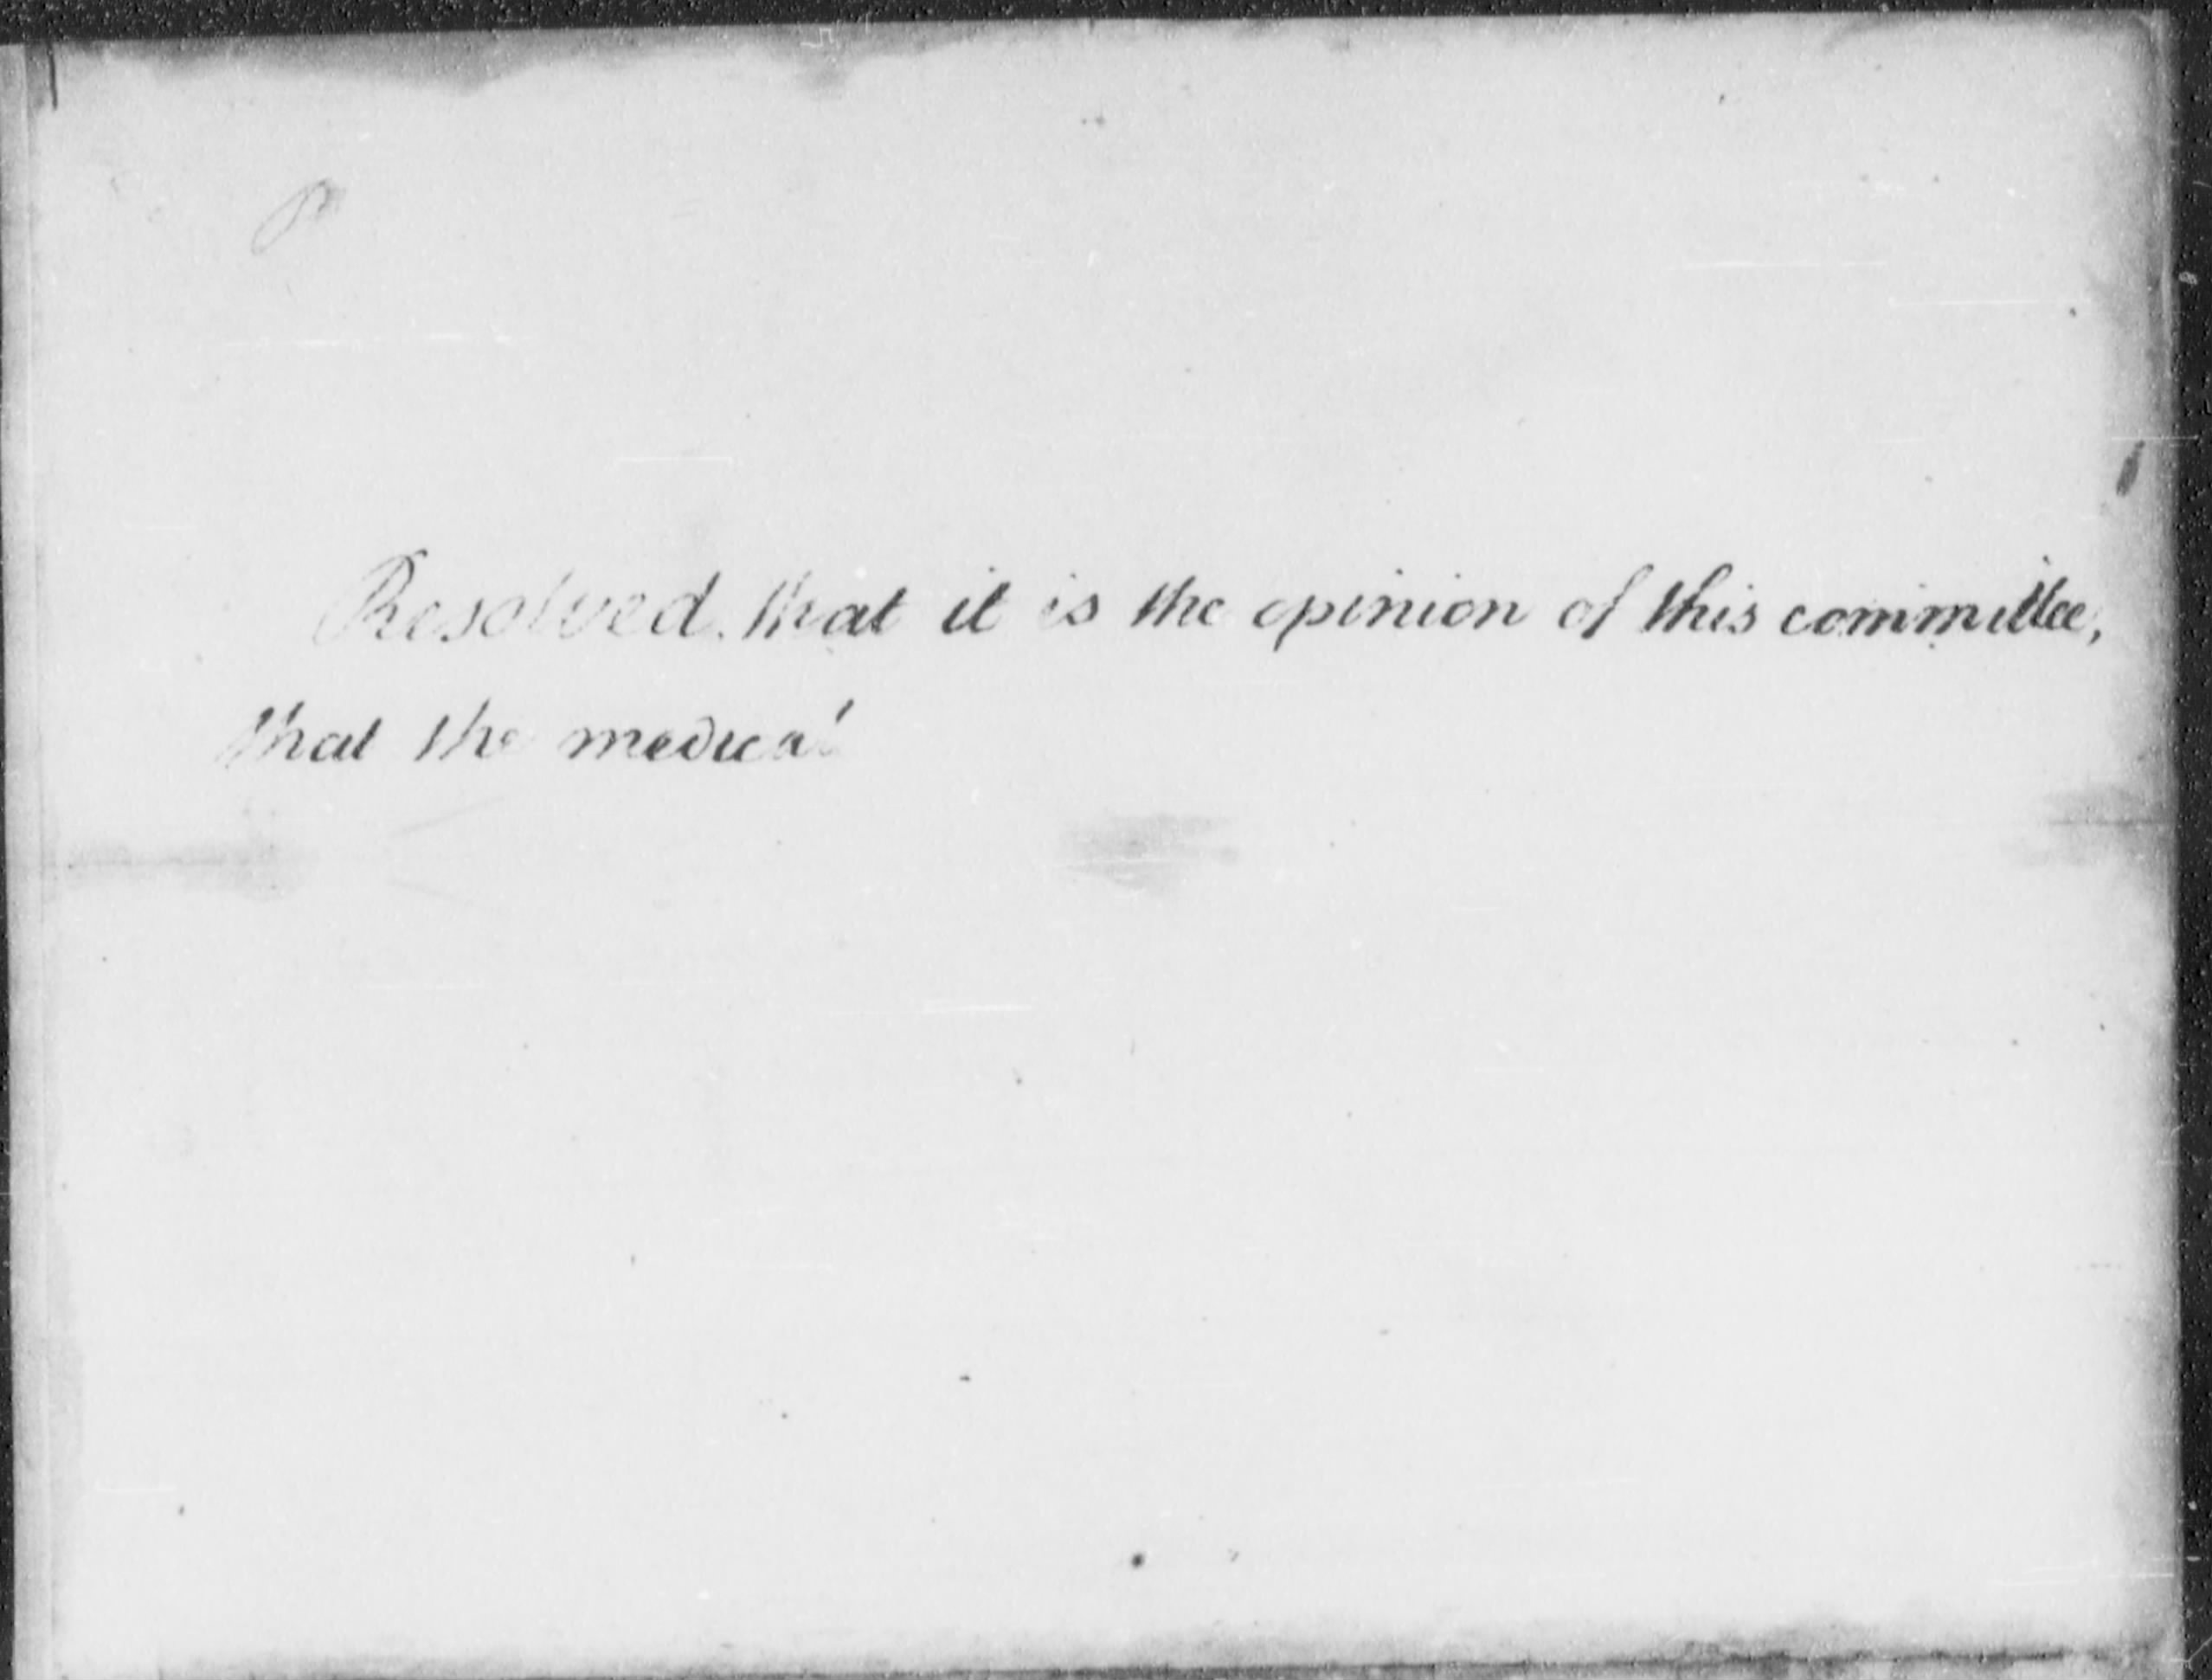 Resolved, that it is the opinion of this committee,
that the medical